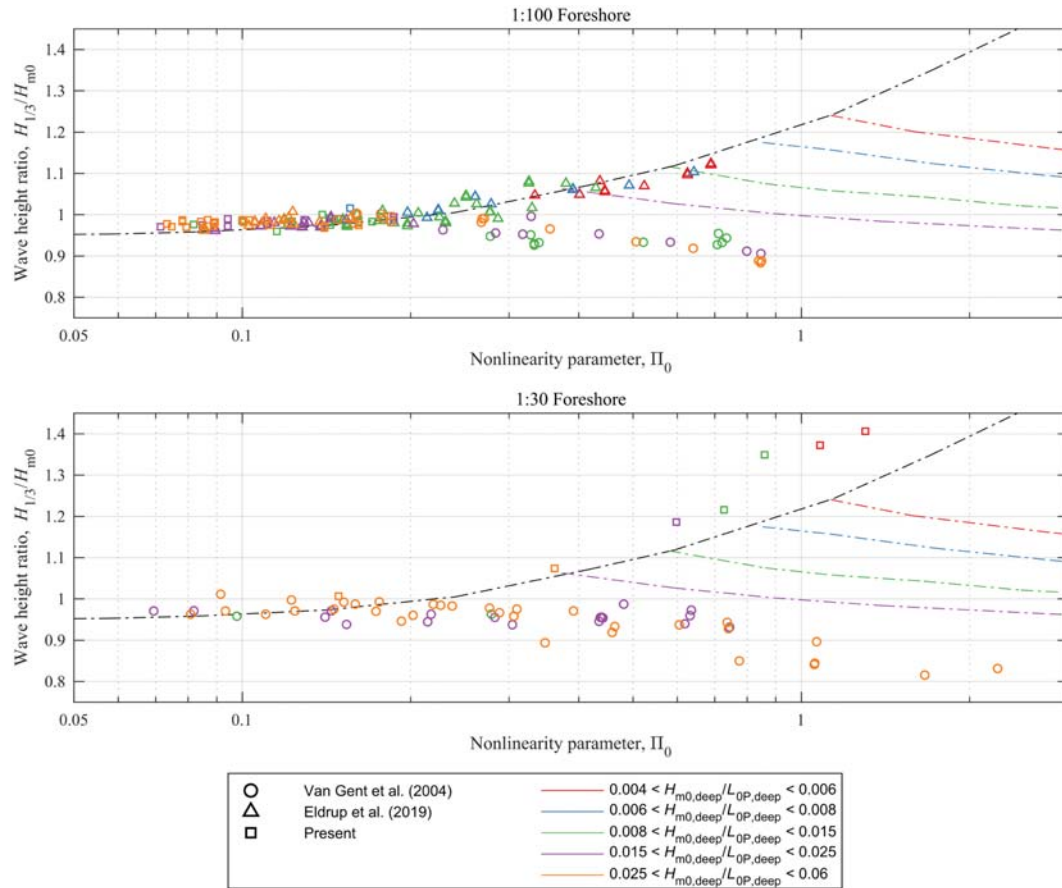 1:100 Foreshore
Wave height ratio, H1/3/Hm0
1.4
1.3
1.2
1.1
1
0.9
0.8
0.05
0.1
1
Nonlinearity parameter, Π0
1:30 Foreshore
Wave height ratio, H1/3/Hm0
1.4
1.3
1.2
1.1
1
0.9
0.8
0.05
0.1
1
Nonlinearity parameter, Π0
Van Gent et al. (2004)
Eldrup et al. (2019)
Present
0.004 < Hm0,deep/L0P,deep < 0.006
0.006 < Hm0,deep/L0P,deep < 0.008
0.008 < Hm0,deep/L0P,deep < 0.015
0.015 < Hm0,deep/L0P,deep < 0.025
0.025 < Hm0,deep/L0P,deep < 0.06